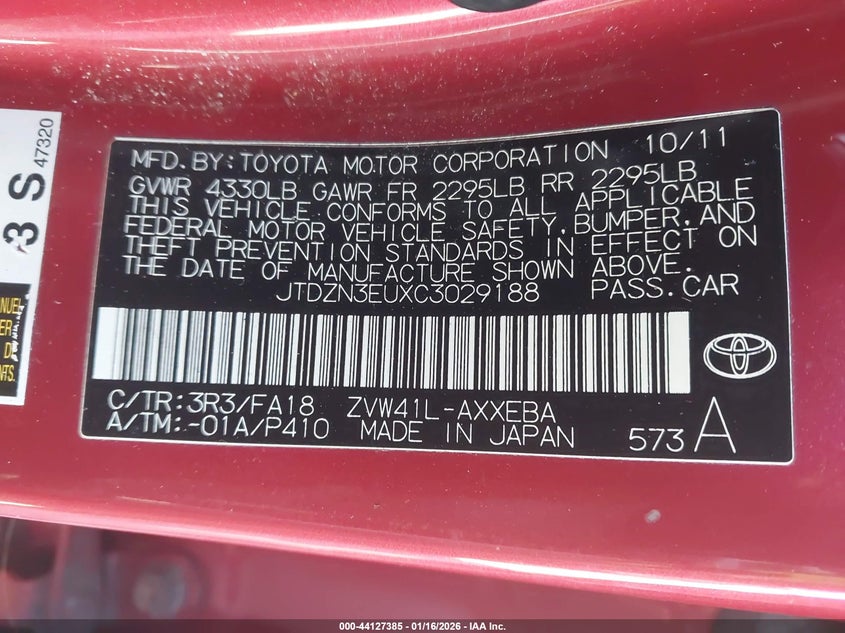 MFD. BY: TOYOTA MOTOR CORPORATION 10/11
GVWR 4330LB GAWR FR 2295LB RR 2295LB
THIS VEHICLE CONFORMS TO ALL APPLICABLE
FEDERAL MOTOR VEHICLE SAFETY, BUMPER, AND
THEFT PREVENTION STANDARDS IN EFFECT ON
THE DATE OF MANUFACTURE SHOWN ABOVE.
JTDZN3EUXC3029188 PASS.CAR
C/TR: 3R3/FA18 ZVW41L-AXXEBA
A/TM: -01A/P410 MADE IN JAPAN 573 A
3 S 47320
000-44127385 - 01/16/2026 - IAA Inc.